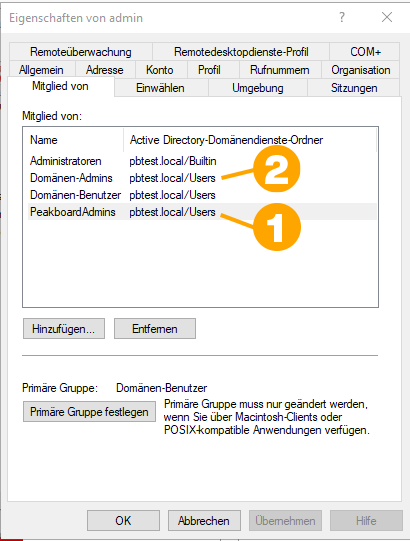 Eigenschaften von admin
Remoteüberwachung Remotedesktopdienste-Profil COM+
Allgemein Adresse Konto Profil Rufnummern Organisation
Mitglied von Einwählen Umgebung Sitzungen
Mitglied von:
Name Active Directory-Domänendienste-Ordner
Administratoren pbtest.local/Builtin
Domänen-Admins pbtest.local/Users 2
Domänen-Benutzer pbtest.local/Users
PeakboardAdmins pbtest.local/Users 1
Hinzufügen... Entfernen
Primäre Gruppe: Domänen-Benutzer
Primäre Gruppe festlegen Primäre Gruppe muss nur geändert werden,
wenn Sie über Macintosh-Clients oder
POSIX-kompatible Anwendungen verfügen.
OK Abbrechen Übernehmen Hilfe